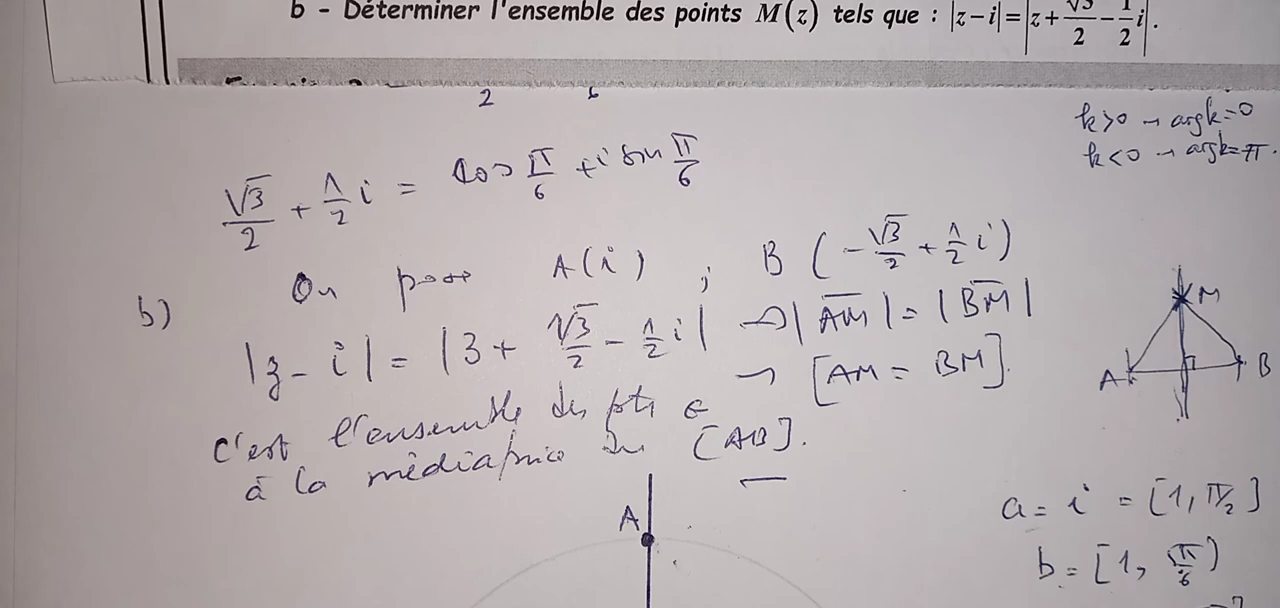 b - Déterminer l'ensemble des points M(z) tels que : |z-i|=|z+√3/2-1/2i|.
2 6
k>0 → arg k=0
k<0 → arg k=π.
√3/2 + 1/2 i = cos π/6 + i sin π/6
b) On pose A(i) ; B(-√3/2 + 1/2 i)
|z - i| = |z + √3/2 - 1/2 i| → |AM| = |BM|
→ [AM = BM].
M
A B
c'est l'ensemble des pts ∈
à la médiatrice de [AB].
A
a = i = [1, π/2]
b = [1, π/6)